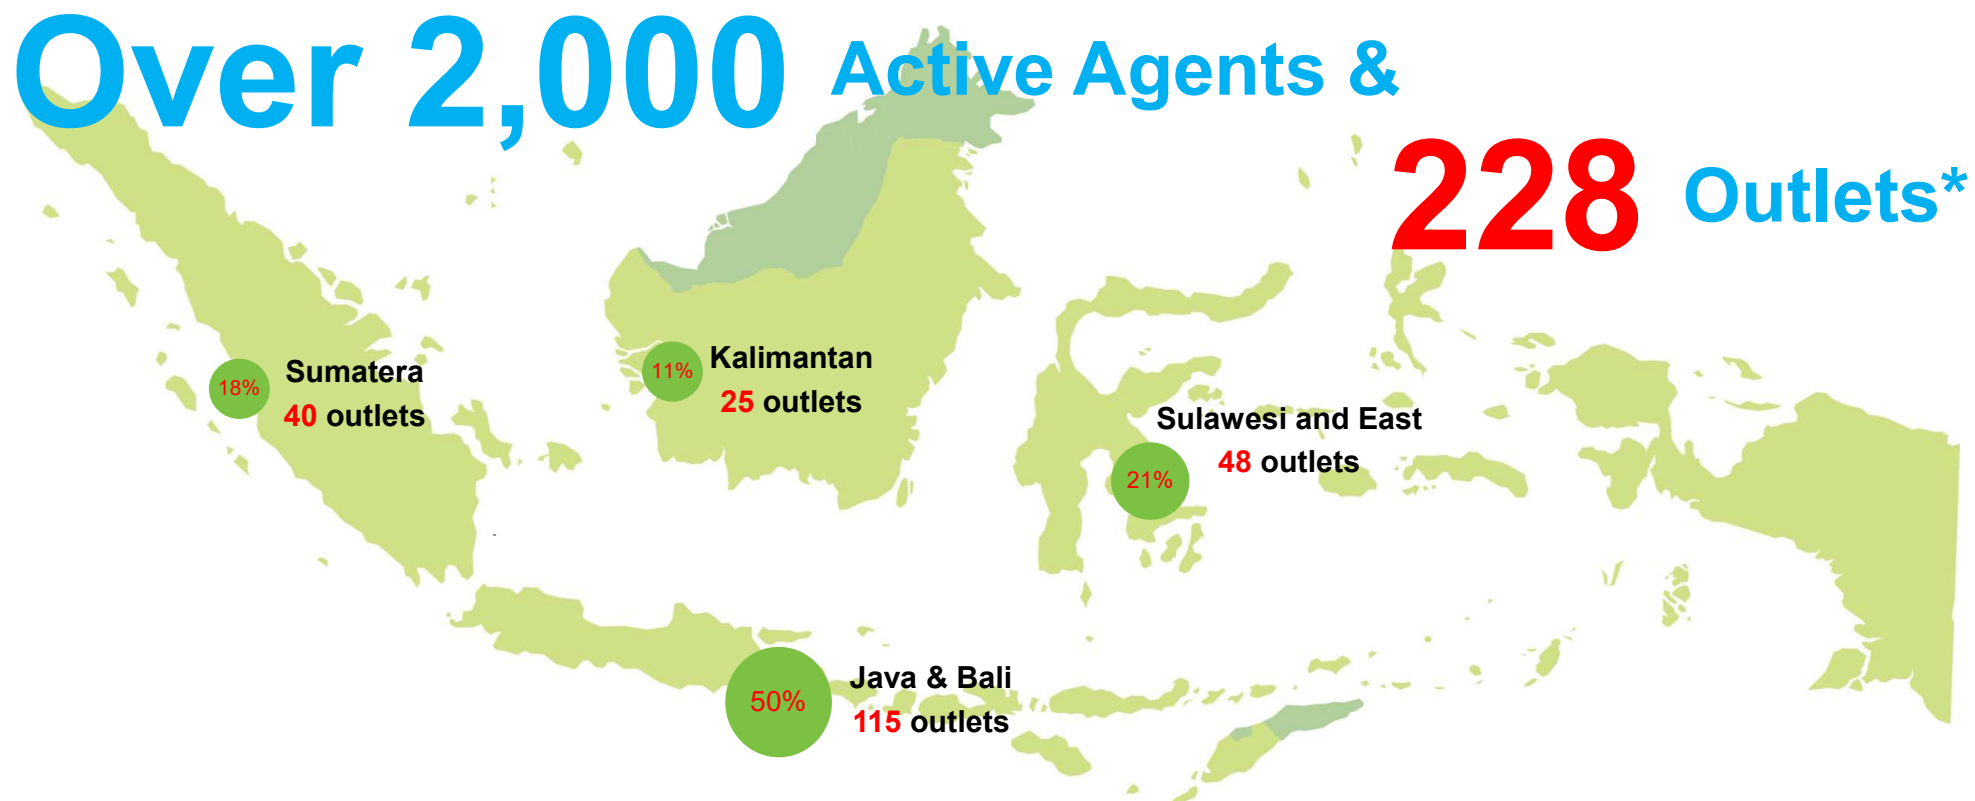 Over 2,000 Active Agents &
228 Outlets*
18%
Sumatera
40 outlets
11%
Kalimantan
25 outlets
Sulawesi and East
48 outlets
21%
50%
Java & Bali
115 outlets